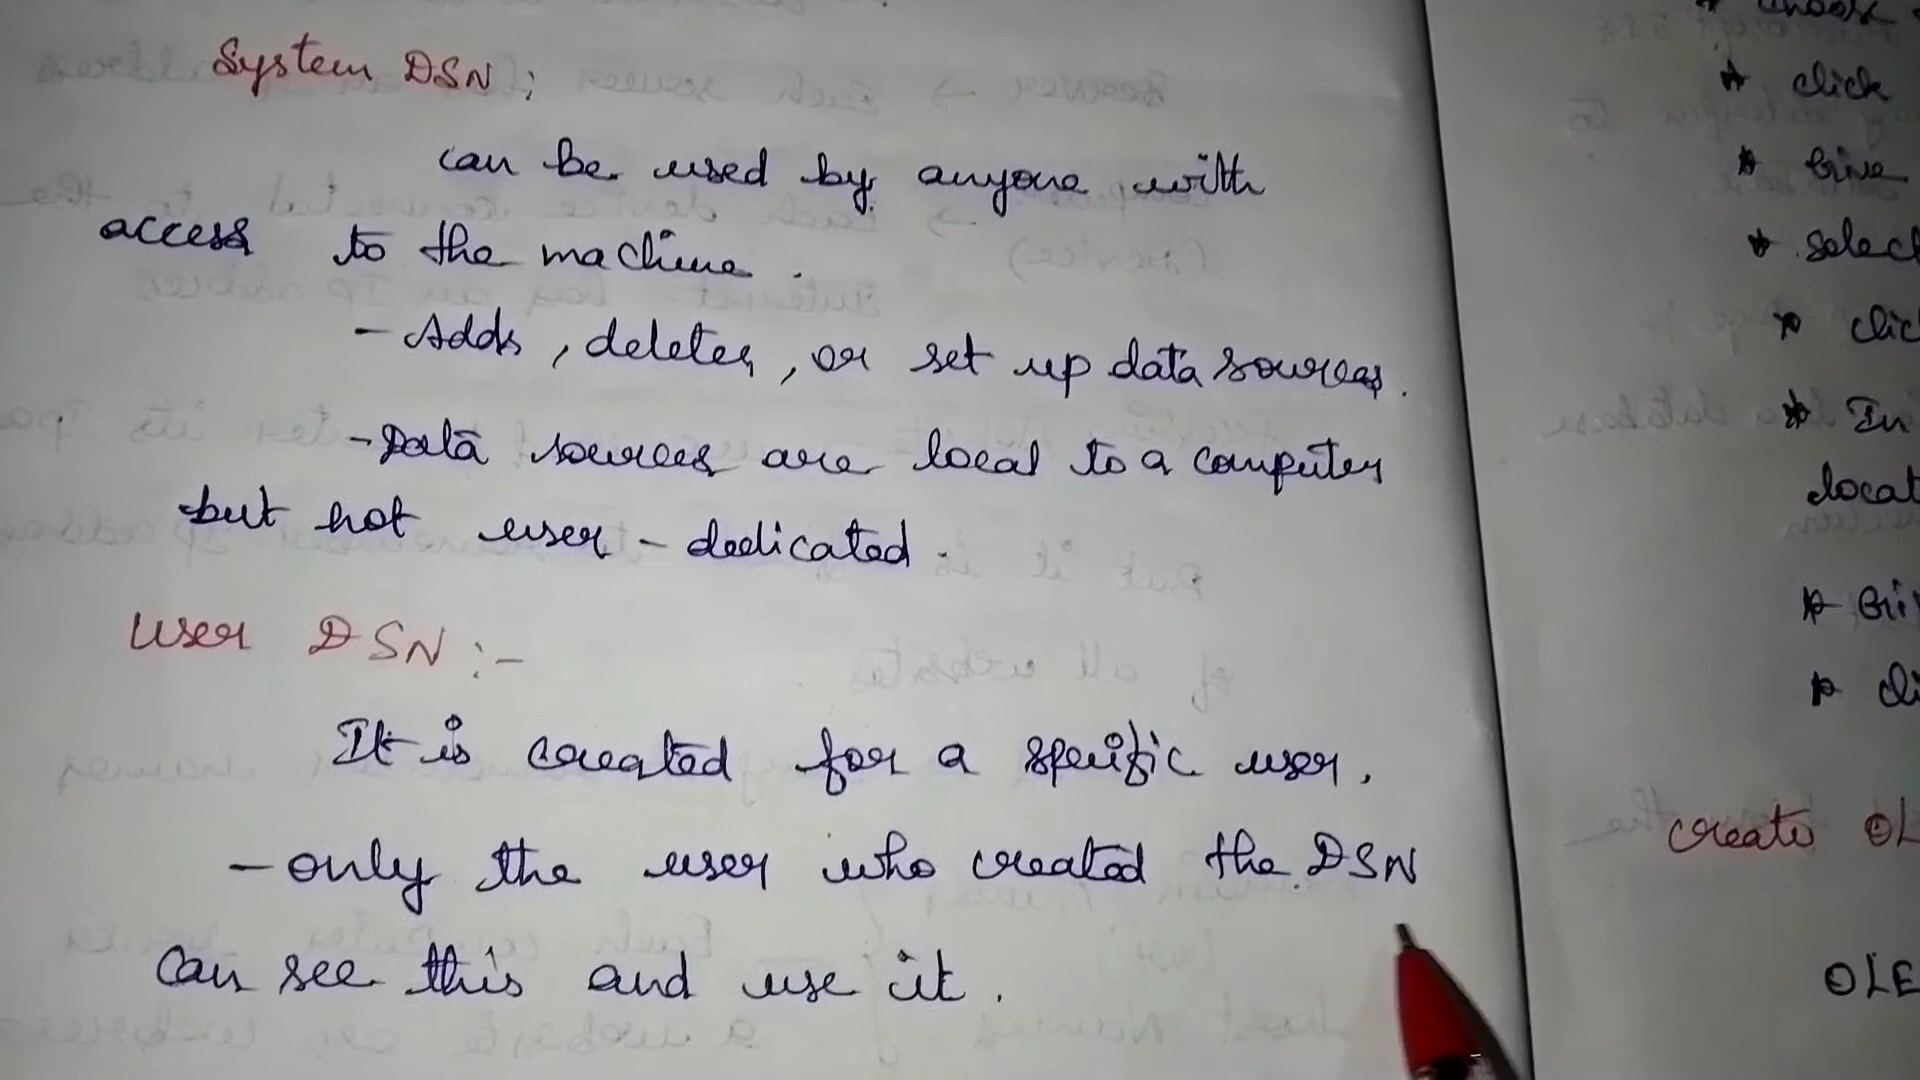 System DSN;
can be used by anyone with
access to the machine.
- Adds, deletes, or set up data sources.
- Data sources are local to a computer
but not user - dedicated.
User DSN :-
It is created for a specific user.
- only the user who created the DSN
can see this and use it.
choose
* click
* Give
* select
* clic
* In
locat
create OL
OLE